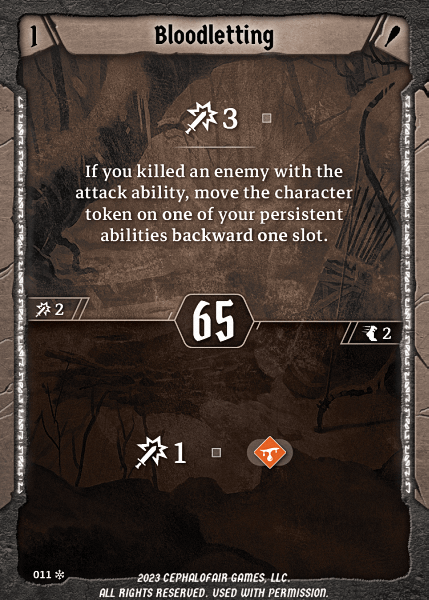 1
Bloodletting
3
If you killed an enemy with the
attack ability, move the character
token on one of your persistent
abilities backward one slot.
2
65
2
1
011
2023 CEPHALOFAIR GAMES, LLC.
ALL RIGHTS RESERVED. USED WITH PERMISSION.